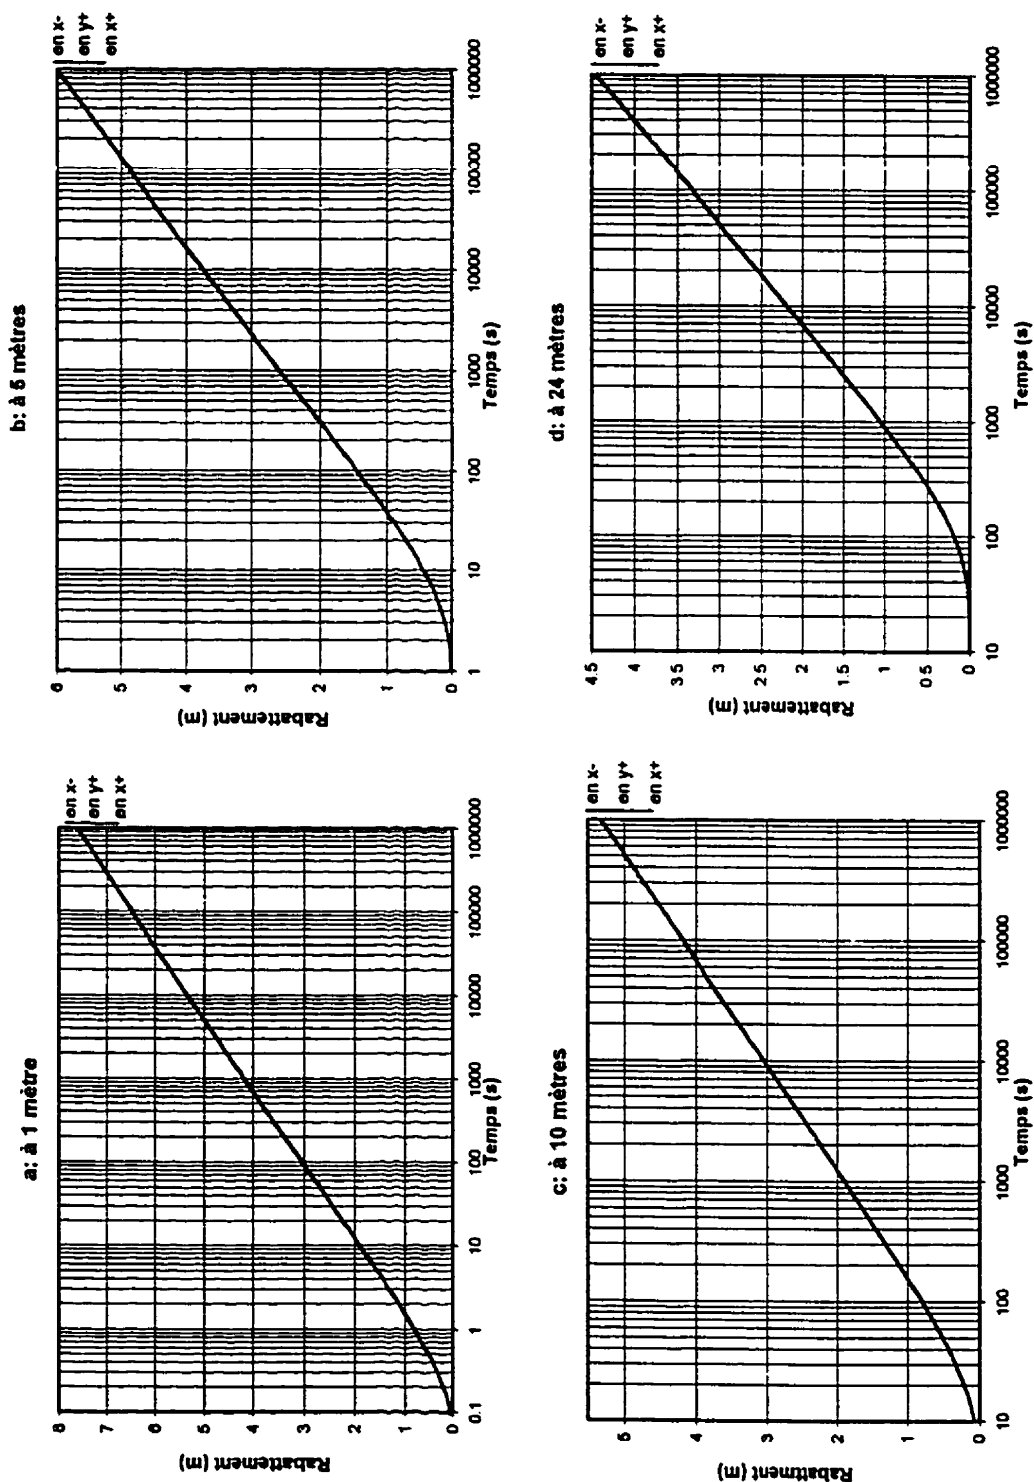 a: à 1 mètre
Rabattement (m)
8
7
6
5
4
3
2
1
0
0.1
1
10
100
1000
10000
100000
1000000
Temps (s)
en x-
en y+
en x+
b: à 5 mètres
Rabattement (m)
6
5
4
3
2
1
0
1
10
100
1000
10000
100000
1000000
Temps (s)
en x-
en y+
en x+
c: à 10 mètres
Rabattment (m)
5
4
3
2
1
0
10
100
1000
10000
100000
1000000
Temps (s)
en x-
en y+
en x+
d: à 24 mètres
Rabattement (m)
4.5
4
3.5
3
2.5
2
1.5
1
0.5
0
10
100
1000
10000
100000
1000000
Temps (s)
en x-
en y+
en x+